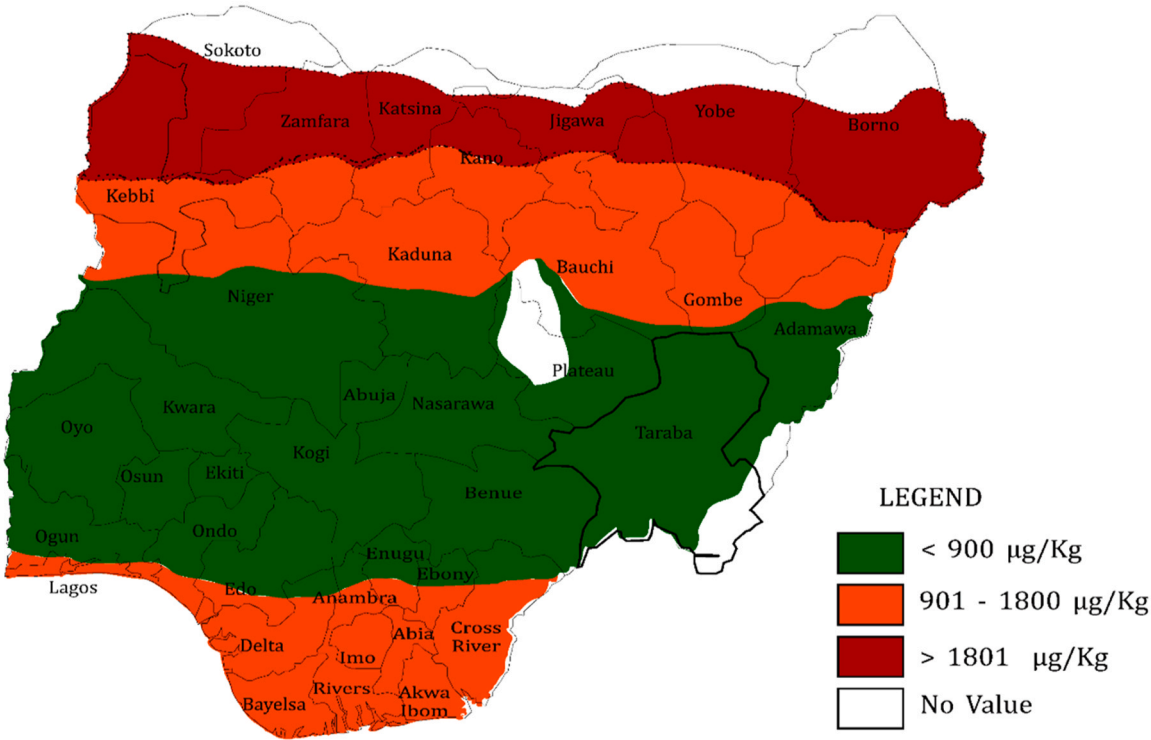 Sokoto
Zamfara
Katsina
Jigawa
Yobe
Borno
Kano
Kebbi
Kaduna
Bauchi
Gombe
Niger
Adamawa
Plateau
Abuja
Nasarawa
Kwara
Oyo
Taraba
Kogi
Osun
Ekiti
Benue
Ondo
Ogun
Enugu
Ebony
Lagos
Edo
Anambra
Delta
Abia
Cross
River
Imo
Rivers
Akwa
Ibom
Bayelsa
LEGEND
< 900 µg/Kg
901 - 1800 µg/Kg
> 1801 µg/Kg
No Value